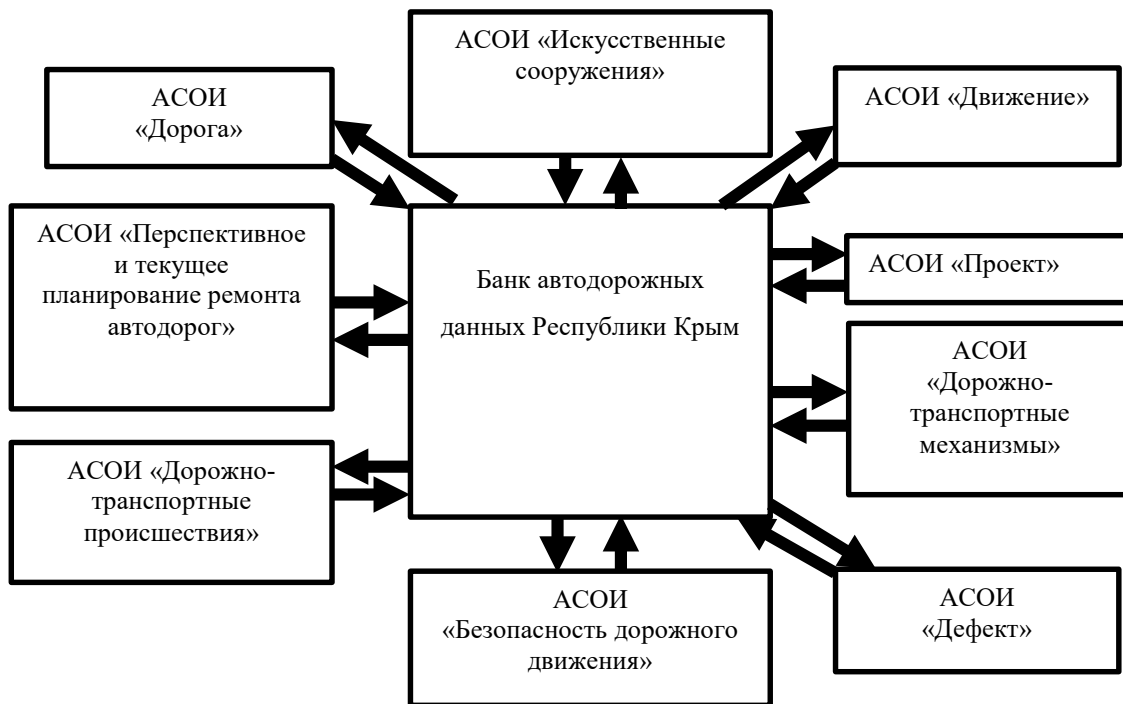 АСОИ «Искусственные
сооружения»
АСОИ
«Дорога»
АСОИ «Движение»
АСОИ «Перспективное
и текущее
планирование ремонта
автодорог»
Банк автодорожных
данных Республики Крым
АСОИ «Проект»
АСОИ
«Дорожно-
транспортные
механизмы»
АСОИ «Дорожно-
транспортные
происшествия»
АСОИ
«Безопасность дорожного
движения»
АСОИ
«Дефект»